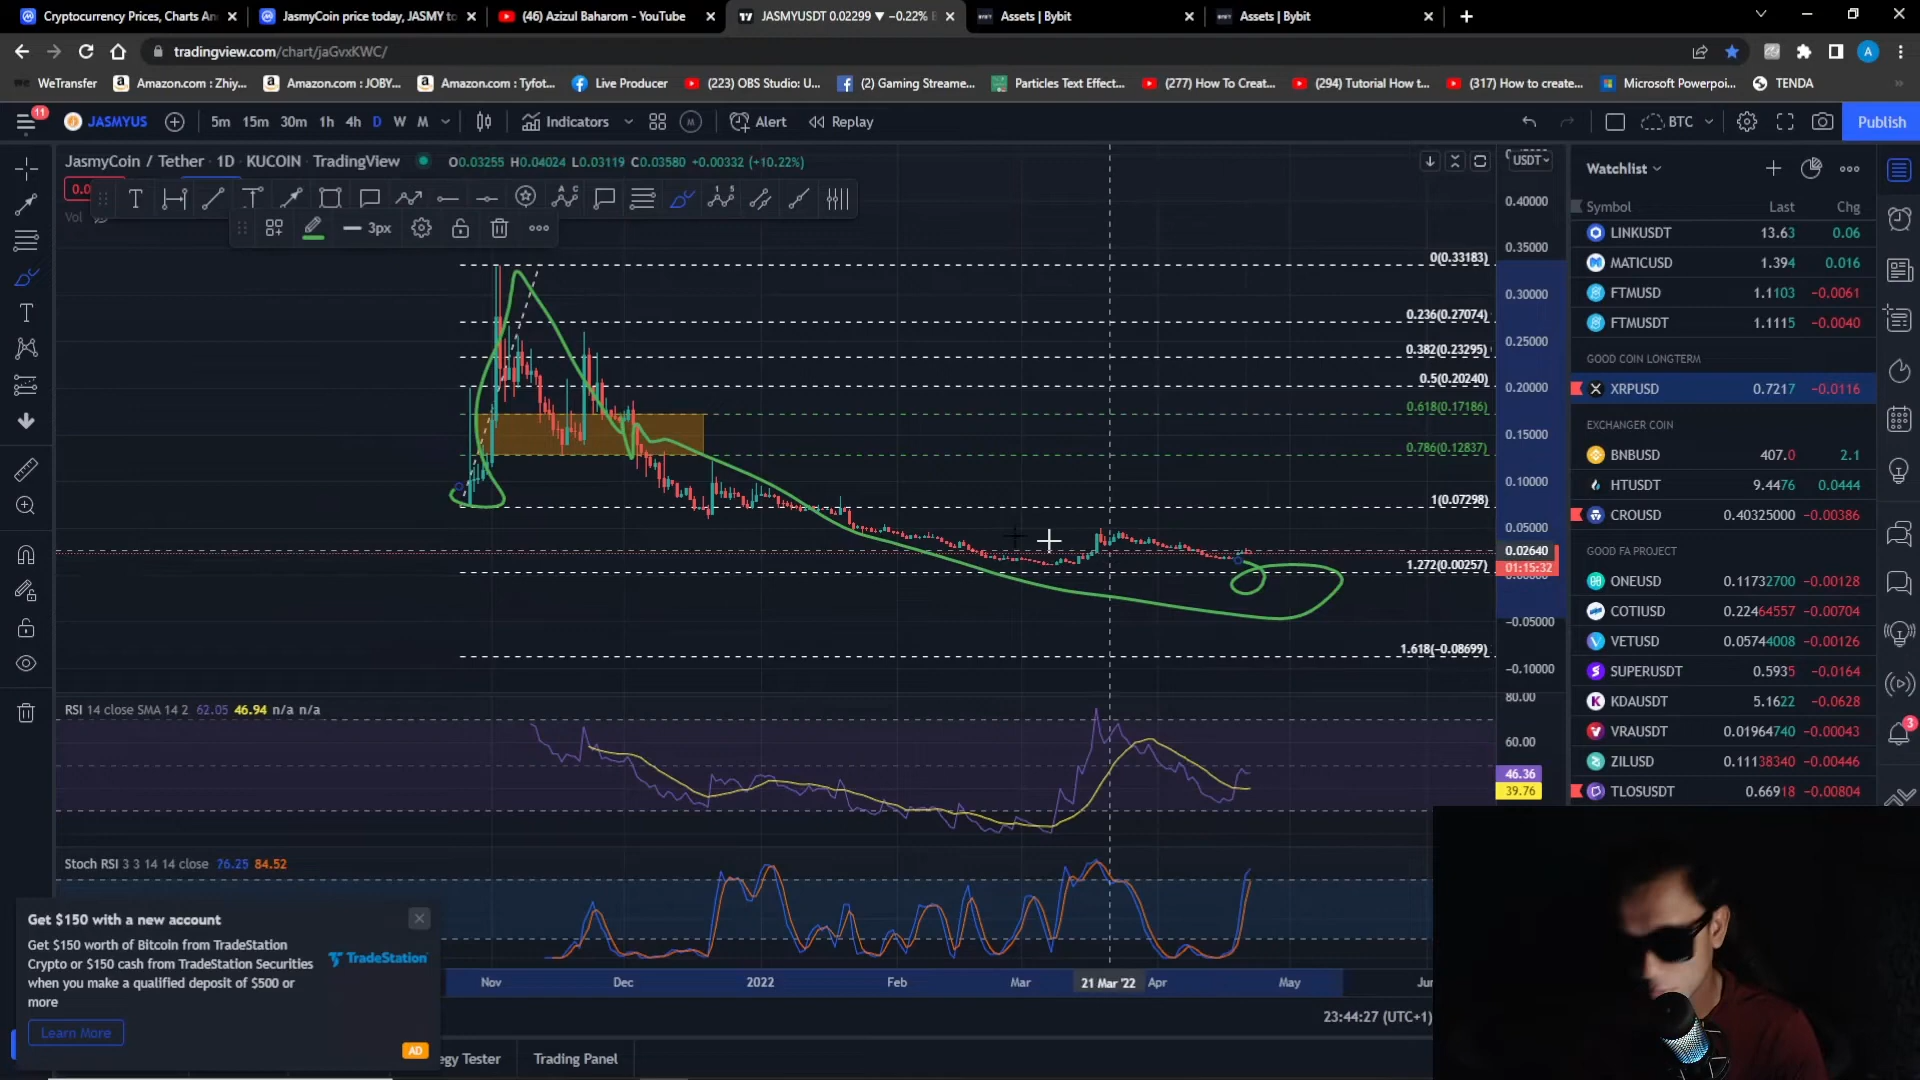 Cryptocurrency Prices, Charts An
JasmyCoin price today, JASMY to
(46) Azizul Baharom - YouTube
JASMYUSDT 0.02299 ▼ −0.22%
Assets | Bybit
Assets | Bybit
tradingview.com/chart/jaGvxKWC/
A
WeTransfer
Amazon.com : Zhiy...
Amazon.com : JOBY...
Amazon.com : Tyfot...
Live Producer
(223) OBS Studio: U...
(2) Gaming Streame...
Particles Text Effect...
(277) How To Creat...
(294) Tutorial How t...
(317) How to create...
Microsoft Powerpoi...
TENDA
11
JASMYUS
5m 15m 30m 1h 4h D W M
Indicators
Alert
Replay
BTC
Publish
JasmyCoin / Tether · 1D · KUCOIN · TradingView
O0.03255 H0.04024 L0.03119 C0.03580 +0.00332 (+10.22%)
USDT
0.0
Vol
3px
0.40000
0.35000
0.30000
0.25000
0.20000
0.15000
0.10000
0.05000
0.02640
01:15:32
−0.05000
−0.10000
0(0.33183)
0.236(0.27074)
0.382(0.23295)
0.5(0.20240)
0.618(0.17186)
0.786(0.12837)
1(0.07298)
1.272(0.00257)
1.618(−0.08699)
RSI 14 close SMA 14 2 62.05 46.94 n/a n/a
80.00
60.00
46.36
39.76
Stoch RSI 3 3 14 14 close 76.25 84.52
Nov Dec 2022 Feb Mar 21 Mar '22 Apr May Jun
23:44:27 (UTC+1)
egy Tester
Trading Panel
Get $150 with a new account
Get $150 worth of Bitcoin from TradeStation
Crypto or $150 cash from TradeStation Securities
when you make a qualified deposit of $500 or
more
TradeStation
Learn More
AD
Watchlist
Symbol Last Chg
LINKUSDT 13.63 0.06
MATICUSD 1.394 0.016
FTMUSD 1.1103 −0.0061
FTMUSDT 1.1115 −0.0040
GOOD COIN LONGTERM
XRPUSD 0.7217 −0.0116
EXCHANGER COIN
BNBUSD 407.0 2.1
HTUSDT 9.4476 0.0444
CROUSD 0.40325000 −0.00386
GOOD FA PROJECT
ONEUSD 0.11732700 −0.00128
COTIUSD 0.22464557 −0.00704
VETUSD 0.05744008 −0.00126
SUPERUSDT 0.5935 −0.0164
KDAUSDT 5.1622 −0.0628
VRAUSDT 0.01964740 −0.00043
ZILUSD 0.11138340 −0.00446
TLOSUSDT 0.66918 −0.00804
3